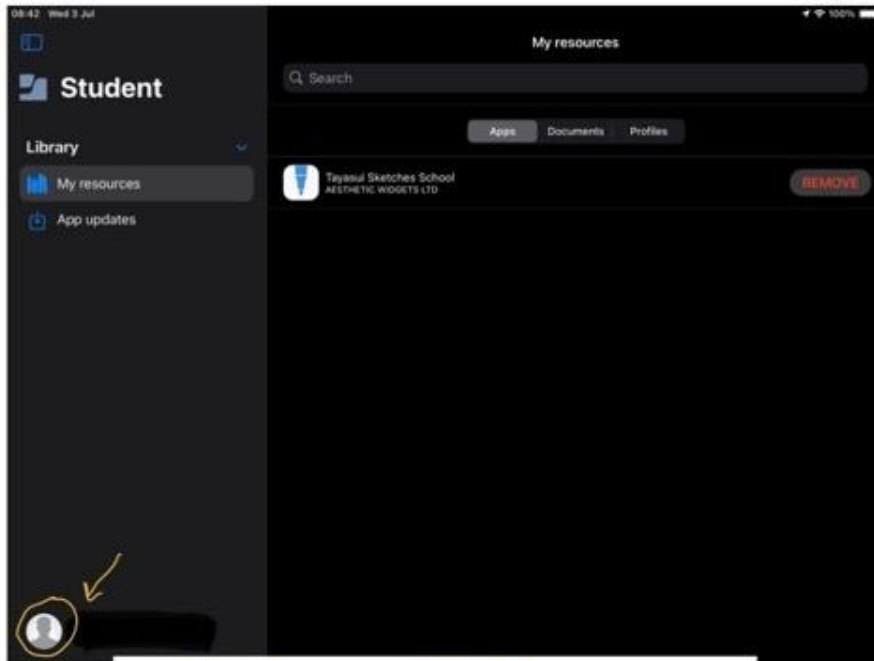 08:42 Wed 3 Jul
100%
Student
Library
My resources
App updates
My resources
Search
Apps Documents Profiles
Tayasui Sketches School
AESTHETIC WIDGETS LTD
REMOVE